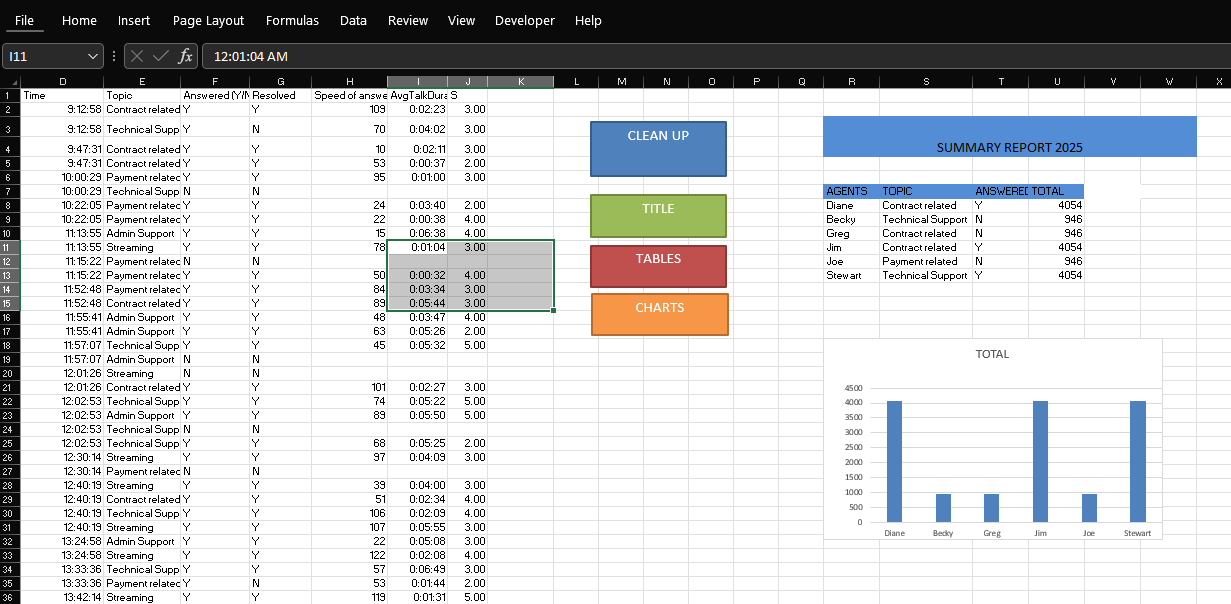 File Home Insert Page Layout Formulas Data Review View Developer Help
I11 fx 12:01:04 AM
D E F G H I J K L M N O P Q R S T U V W X
1 Time Topic Answered (Y/N Resolved Speed of answe AvgTalkDura S
2 9:12:58 Contract related Y Y 109 0:02:23 3.00
3 9:12:58 Technical Supp Y N 70 0:04:02 3.00
CLEAN UP
4 9:47:31 Contract related Y Y 10 0:02:11 3.00
SUMMARY REPORT 2025
5 9:47:31 Contract related Y Y 53 0:00:37 2.00
6 10:00:29 Payment related Y Y 95 0:01:00 3.00
7 10:00:29 Technical Supp N N AGENTS TOPIC ANSWERED TOTAL
8 10:22:05 Payment related Y Y 24 0:03:40 2.00 TITLE Diane Contract related Y 4054
9 10:22:05 Payment related Y Y 22 0:00:38 4.00 Becky Technical Support N 946
10 11:13:55 Admin Support Y Y 15 0:06:38 4.00 Greg Contract related N 946
11 11:13:55 Streaming Y Y 78 0:01:04 3.00 Jim Contract related Y 4054
12 11:15:22 Payment related N N TABLES Joe Payment related N 946
13 11:15:22 Payment related Y Y 50 0:00:32 4.00 Stewart Technical Support Y 4054
14 11:52:48 Payment related Y Y 84 0:03:34 3.00
15 11:52:48 Contract related Y Y 89 0:05:44 3.00 CHARTS
16 11:55:41 Admin Support Y Y 48 0:03:47 4.00
17 11:55:41 Admin Support Y Y 63 0:05:26 2.00
18 11:57:07 Technical Supp Y Y 45 0:05:32 5.00
19 11:57:07 Admin Support N N
20 12:01:26 Streaming N N
21 12:01:26 Contract related Y Y 101 0:02:27 3.00
22 12:02:53 Technical Supp Y Y 74 0:05:22 5.00
23 12:02:53 Admin Support Y Y 89 0:05:50 5.00
24 12:02:53 Technical Supp N N
25 12:02:53 Technical Supp Y Y 68 0:05:25 2.00
26 12:30:14 Streaming Y Y 97 0:04:09 3.00
27 12:30:14 Payment related N N
28 12:40:19 Streaming Y Y 39 0:04:00 3.00
29 12:40:19 Contract related Y Y 51 0:02:34 4.00
30 12:40:19 Technical Supp Y Y 106 0:02:09 4.00
31 12:40:19 Streaming Y Y 107 0:05:55 3.00
32 13:24:58 Admin Support Y Y 22 0:05:08 3.00
33 13:24:58 Streaming Y Y 122 0:02:08 4.00
34 13:33:36 Technical Supp Y Y 57 0:06:49 3.00
35 13:33:36 Payment related Y N 53 0:01:44 2.00
36 13:42:14 Streaming Y Y 119 0:01:31 5.00
TOTAL
4500
4000
3500
3000
2500
2000
1500
1000
500
0
Diane Becky Greg Jim Joe Stewart